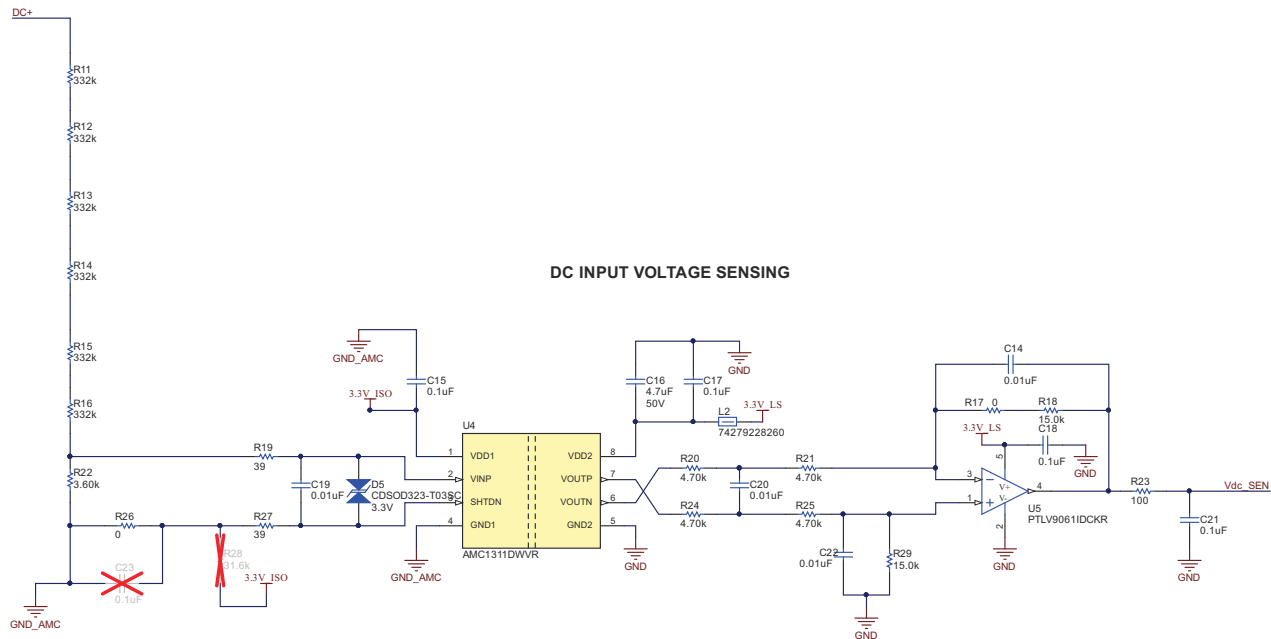 DC+
R11
332k
R12
332k
R13
332k
R14
332k
R15
332k
R16
332k
R22
3.60k
R26
0
C23
0.1uF
GND_AMC
R28
31.6k
3.3V_ISO
R19
39
R27
39
C19
0.01uF
D5
CDSOD323-T03SC
3.3V
GND_AMC
C15
0.1uF
3.3V_ISO
GND_AMC
DC INPUT VOLTAGE SENSING
U4
1
VDD1
2
VINP
3
SHTDN
4
GND1
VDD2
8
VOUTP
7
VOUTN
6
GND2
5
AMC1311DWVR
C16
4.7uF
50V
C17
0.1uF
GND
L2
74279228260
3.3V_LS
GND
R20
4.70k
R24
4.70k
C20
0.01uF
R21
4.70k
R25
4.70k
C22
0.01uF
R29
15.0k
GND
C14
0.01uF
R17
0
R18
15.0k
3.3V_LS
C18
0.1uF
GND
5
3
1
V+
V-
4
2
U5
PTLV9061IDCKR
GND
R23
100
C21
0.1uF
GND
Vdc_SEN